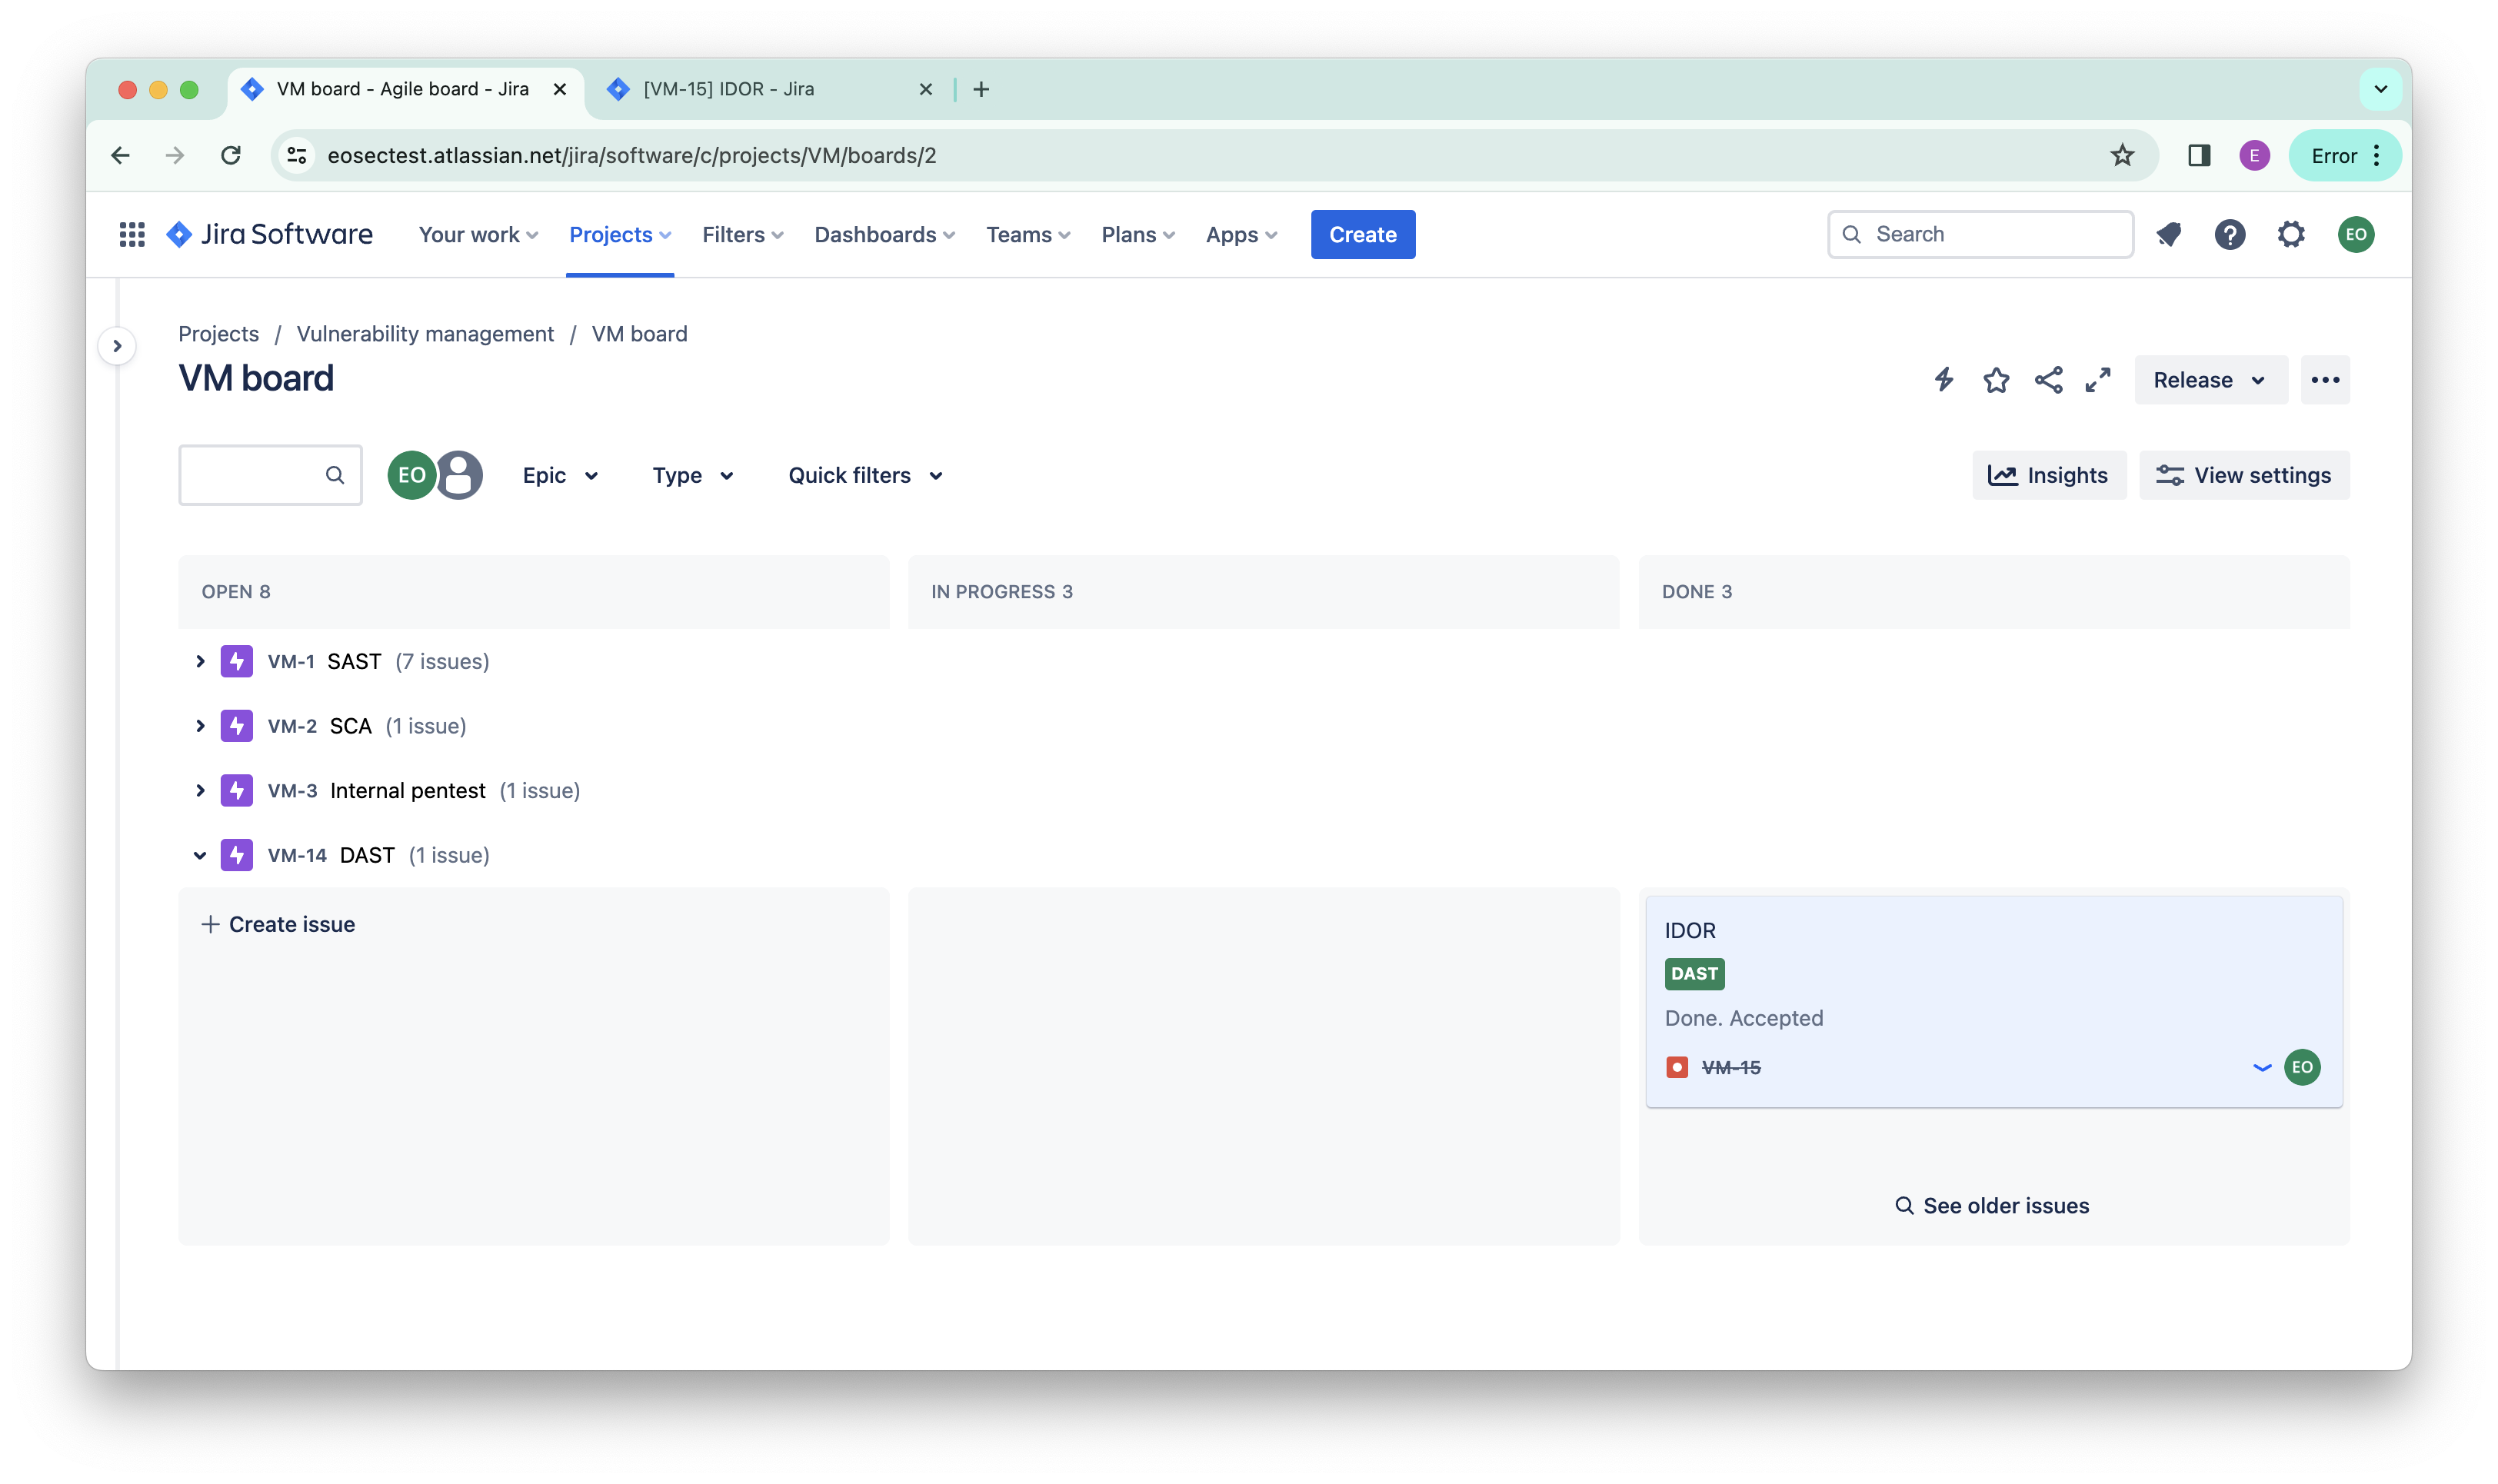 VM board - Agile board - Jira
[VM-15] IDOR - Jira
eosectest.atlassian.net/jira/software/c/projects/VM/boards/2
E
Error
Jira Software
Your work
Projects
Filters
Dashboards
Teams
Plans
Apps
Create
Search
EO
Projects / Vulnerability management / VM board
VM board
Release
EO
Epic
Type
Quick filters
Insights
View settings
OPEN 8
IN PROGRESS 3
DONE 3
VM-1 SAST (7 issues)
VM-2 SCA (1 issue)
VM-3 Internal pentest (1 issue)
VM-14 DAST (1 issue)
Create issue
IDOR
DAST
Done. Accepted
VM-15
EO
See older issues